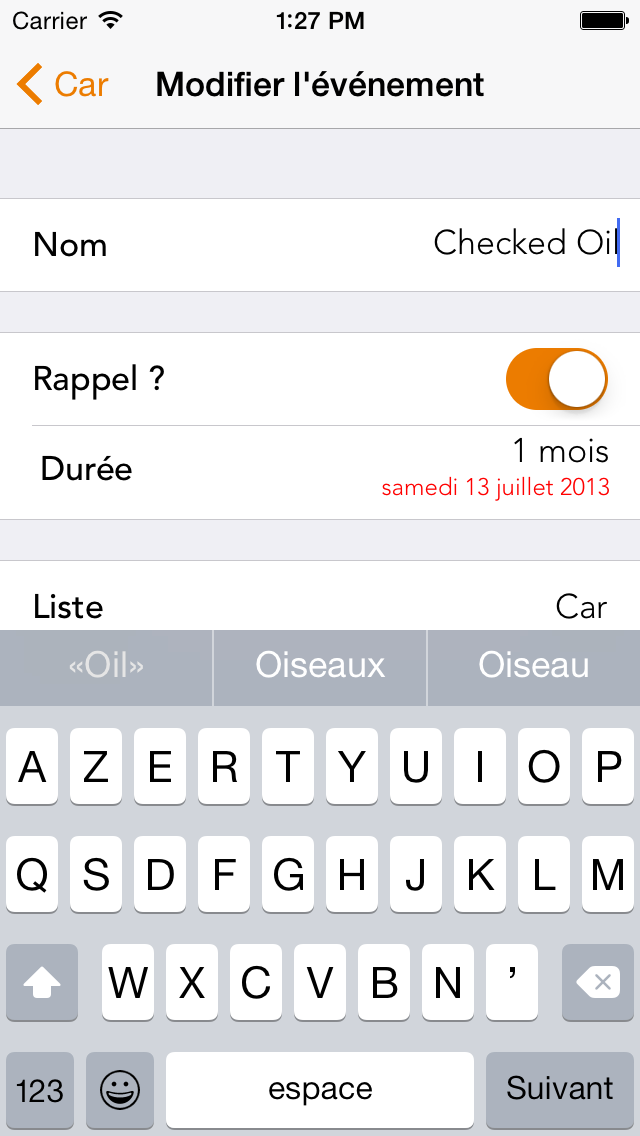 Carrier 1:27 PM
Car Modifier l'événement
Nom Checked Oil
Rappel ?
Durée 1 mois
samedi 13 juillet 2013
Liste Car
«Oil» Oiseaux Oiseau
A Z E R T Y U I O P
Q S D F G H J K L M
W X C V B N ’
123 espace Suivant